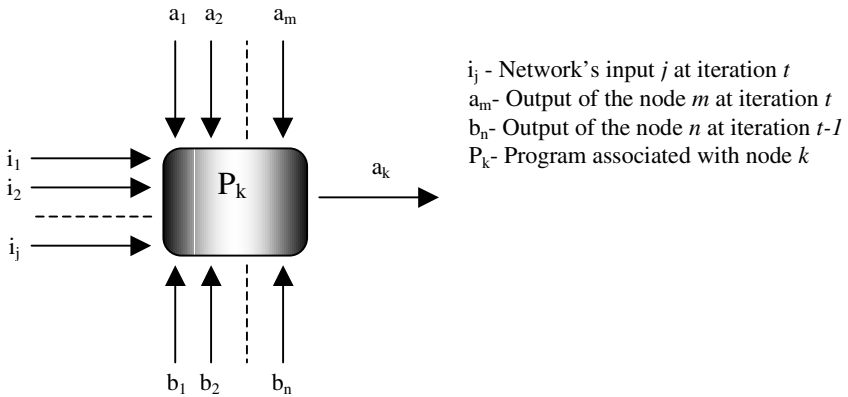 a1 a2 am
i1
i2
ij
Pk
ak
b1 b2 bn
ij - Network's input j at iteration t
am- Output of the node m at iteration t
bn- Output of the node n at iteration t-1
Pk- Program associated with node k